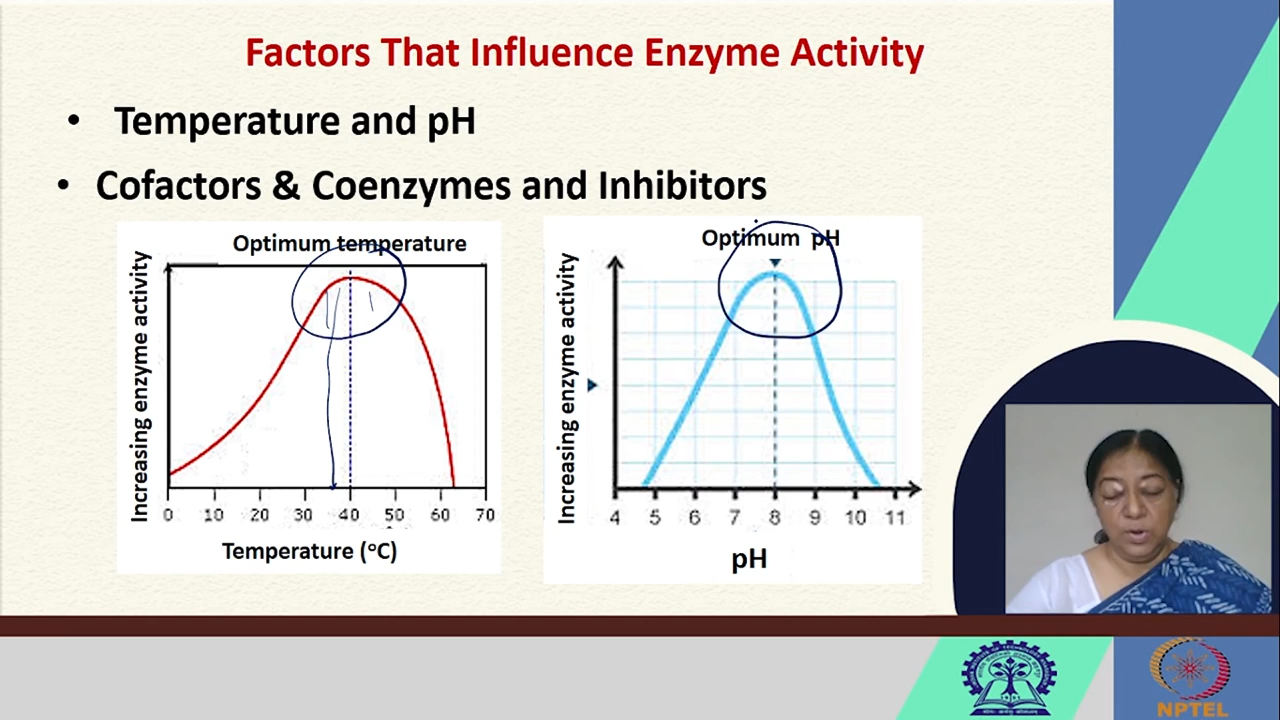 Factors That Influence Enzyme Activity
• Temperature and pH
• Cofactors & Coenzymes and Inhibitors
Optimum temperature
Increasing enzyme activity
0 10 20 30 40 50 60 70
Temperature (°C)
Optimum pH
Increasing enzyme activity
4 5 6 7 8 9 10 11
pH
NPTEL